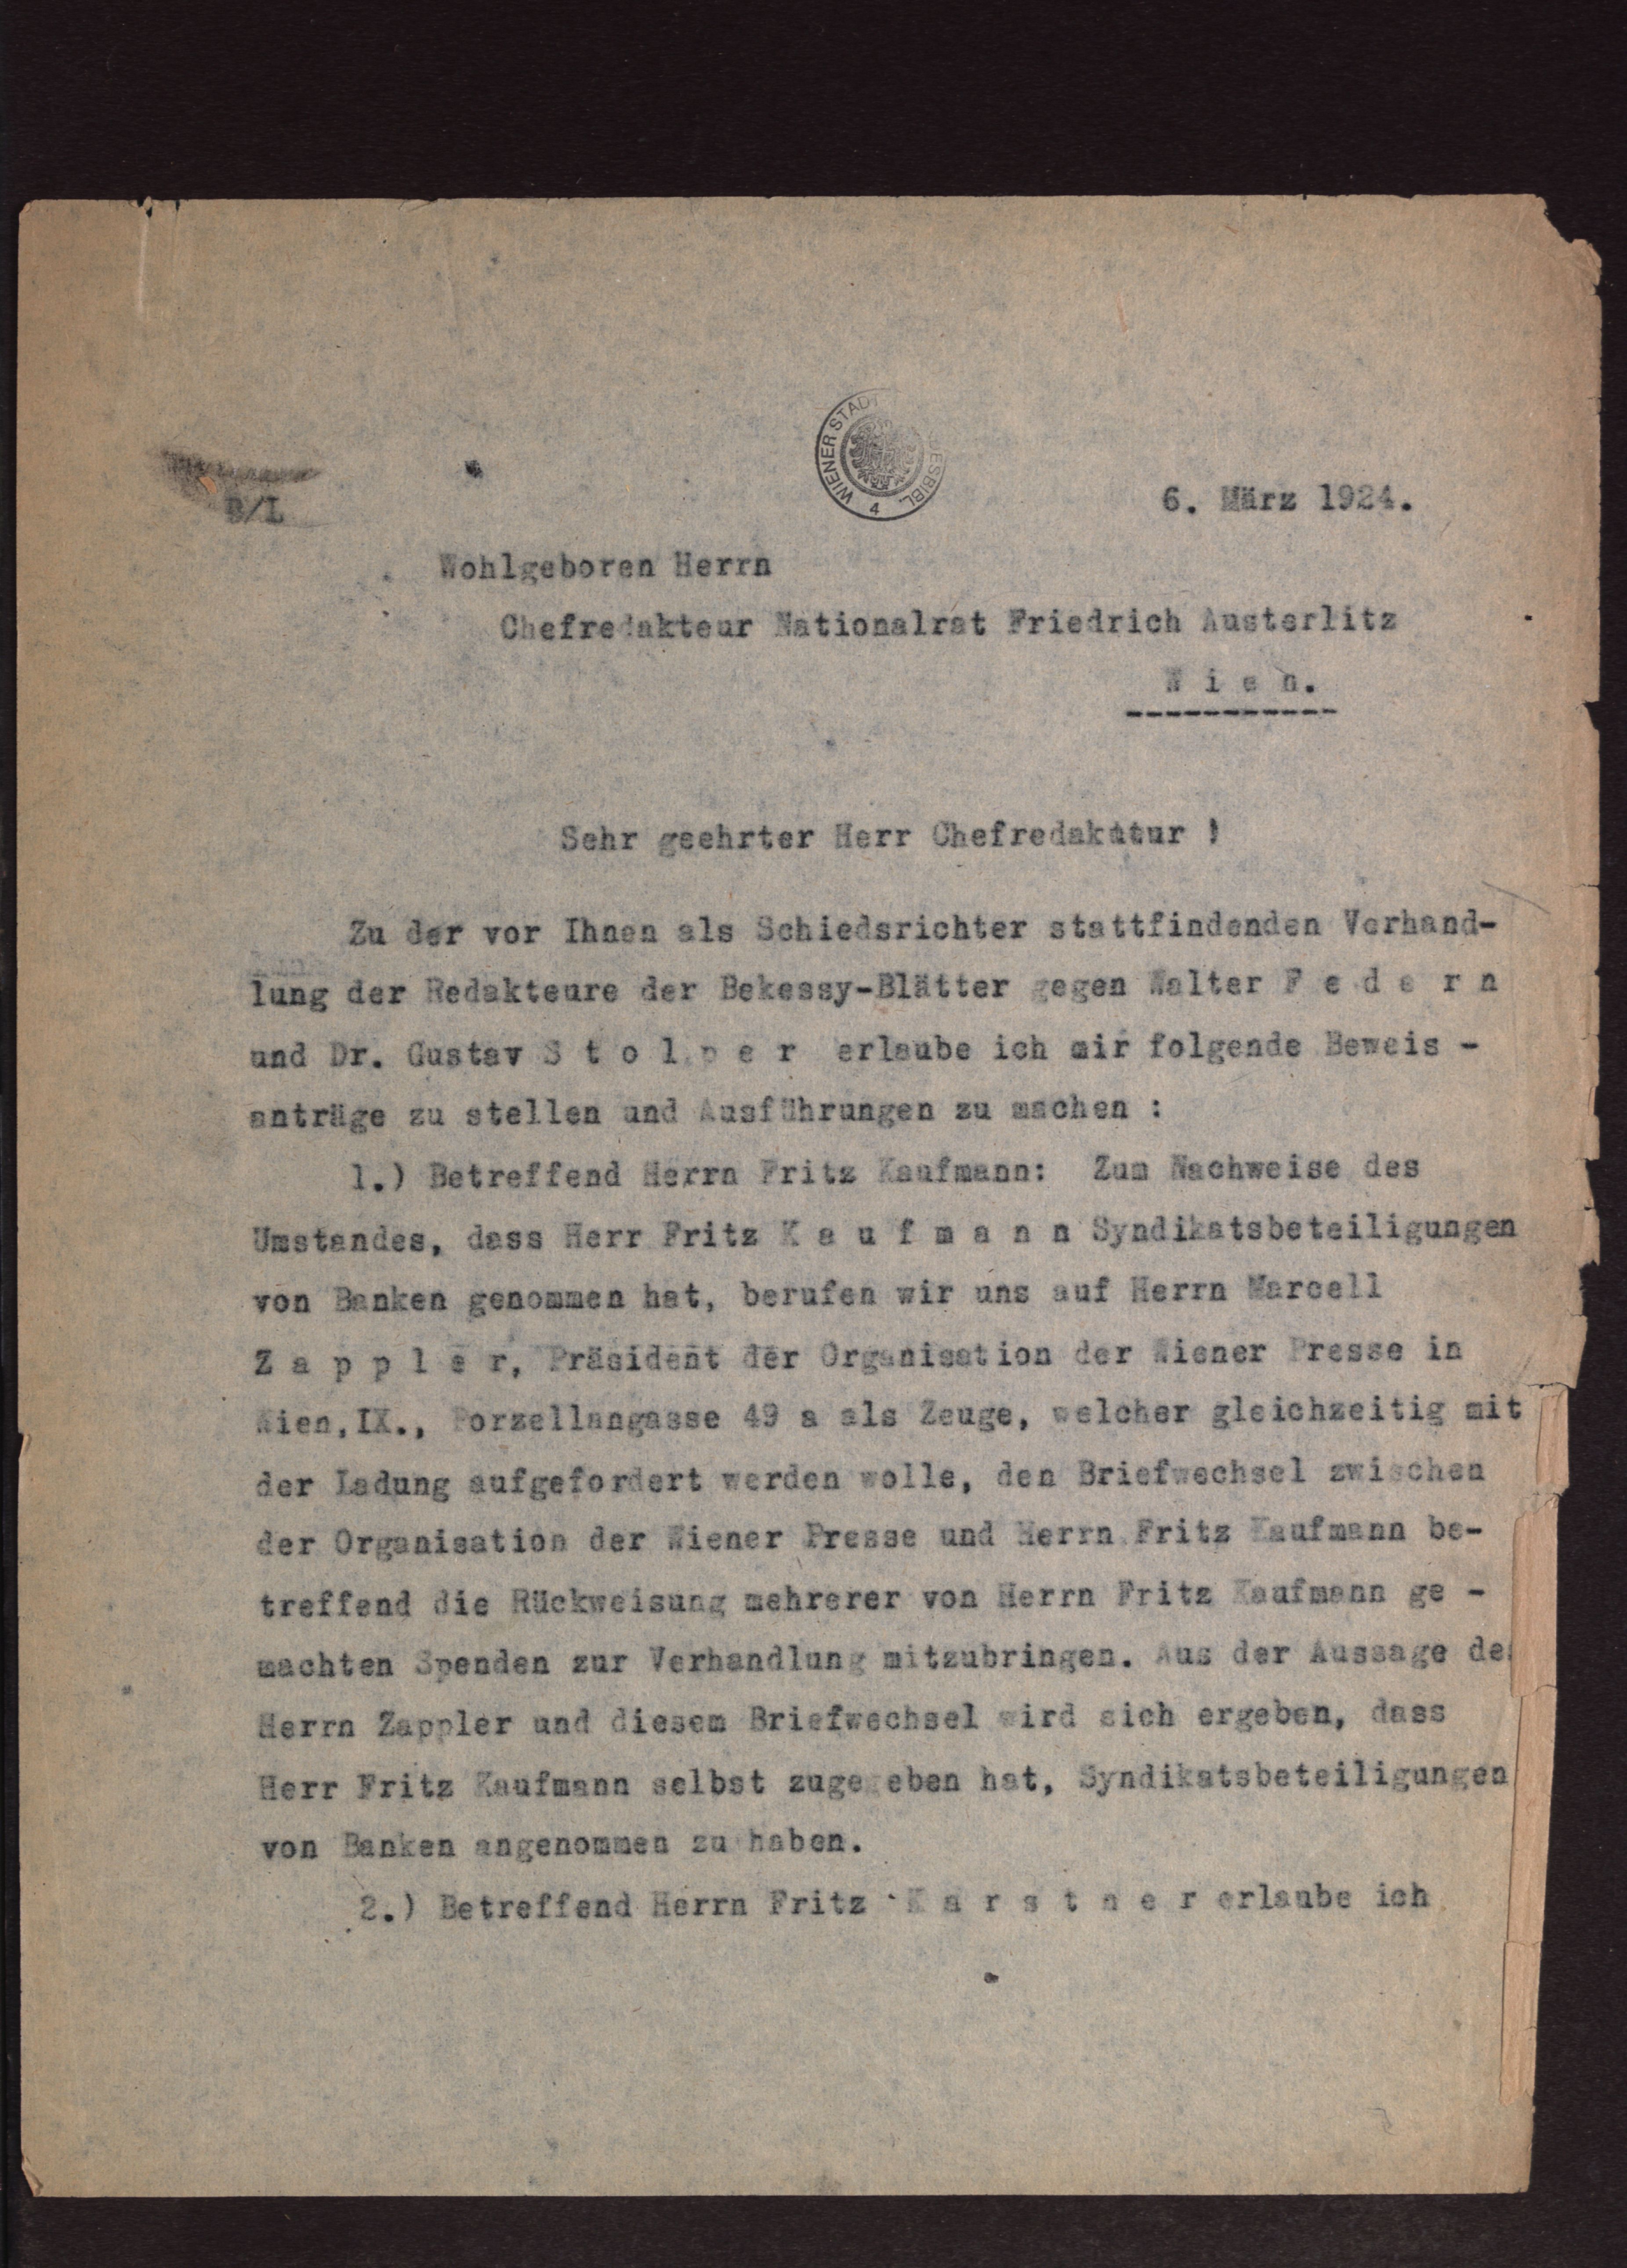 WIENER STADT ESBIBL. 4
S/L
6. März 1924.
Wohlgeboren Herrn
Chefredakteur Nationalrat Friedrich Austerlitz
W i e n.
-----------
Sehr geehrter Herr Chefredakteur !
Zu der vor Ihnen als Schiedsrichter stattfindenden Verhand-
lung der Redakteure der Bekessy-Blätter gegen Walter F e d e r n
und Dr. Gustav S t o l p e r erlaube ich mir folgende Beweis -
anträge zu stellen und Ausführungen zu machen :
1.) Betreffend Herrn Fritz Kaufmann: Zum Nachweise des
Umstandes, dass Herr Fritz K a u f m a n n Syndikatsbeteiligungen
von Banken genommen hat, berufen wir uns auf Herrn Marcell
Z a p p l e r, Präsident der Organisation der Wiener Presse in
Wien,IX., Porzellangasse 49 a als Zeuge, welcher gleichzeitig mit
der Ladung aufgefordert werden wolle, den Briefwechsel zwischen
der Organisation der Wiener Presse und Herrn Fritz Kaufmann be-
treffend die Rückweisung mehrerer von Herrn Fritz Kaufmann ge -
machten Spenden zur Verhandlung mitzubringen. Aus der Aussage des
Herrn Zappler und diesem Briefwechsel wird sich ergeben, dass
Herr Fritz Kaufmann selbst zugegeben hat, Syndikatsbeteiligungen
von Banken angenommen zu haben.
2.) Betreffend Herrn Fritz K a r s t n e r erlaube ich